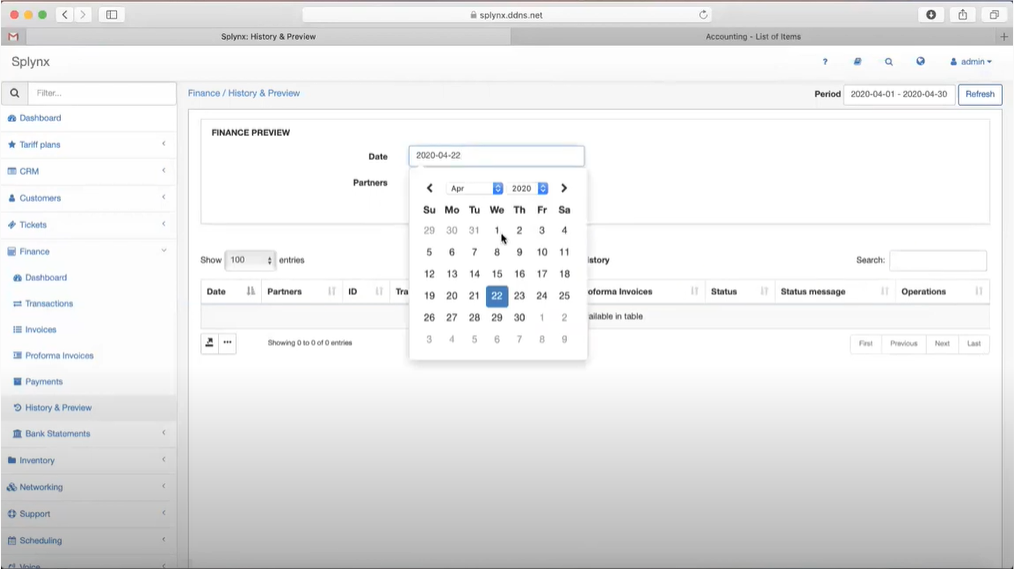 splynx.ddns.net
Splynx: History & Preview
Accounting - List of Items
Splynx
?
admin
Filter...
Finance / History & Preview
Period
2020-04-01 - 2020-04-30
Refresh
Dashboard
Tariff plans
CRM
Customers
Tickets
Finance
Dashboard
Transactions
Invoices
Proforma Invoices
Payments
History & Preview
Bank Statements
Inventory
Networking
Support
Scheduling
Voice
FINANCE PREVIEW
Date
2020-04-22
Partners
Apr 2020
Su Mo Tu We Th Fr Sa
29 30 31 1 2 3 4
5 6 7 8 9 10 11
12 13 14 15 16 17 18
19 20 21 22 23 24 25
26 27 28 29 30 1 2
3 4 5 6 7 8 9
Show 100 entries
story
Search:
Date Partners ID Tra
oforma Invoices Status Status message Operations
ailable in table
Showing 0 to 0 of 0 entries
First Previous Next Last